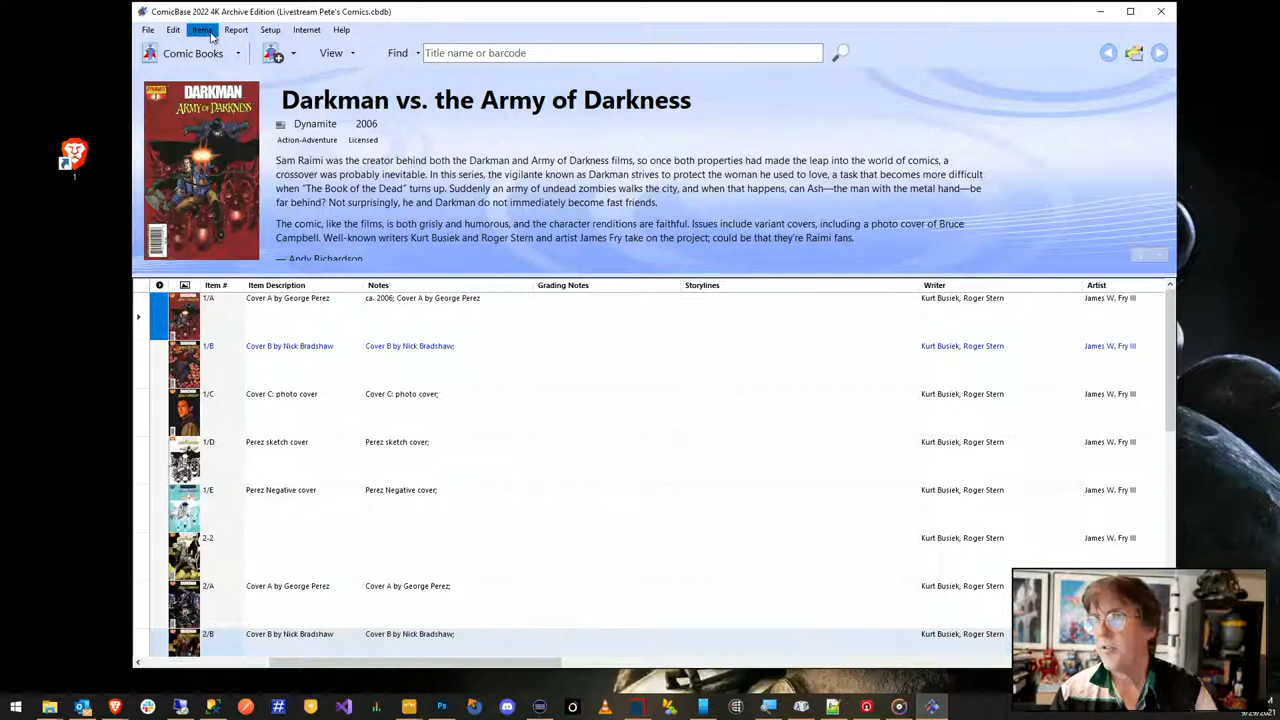 ComicBase 2022 4K Archive Edition (Livestream Pete's Comics.cbdb)
File Edit Items Report Setup Internet Help
Comic Books View Find Title name or barcode
DARKMAN
ARMY OF DARKNESS
Darkman vs. the Army of Darkness
Dynamite 2006
Action-Adventure Licensed
Sam Raimi was the creator behind both the Darkman and Army of Darkness films, so once both properties had made the leap into the world of comics, a
crossover was probably inevitable. In this series, the vigilante known as Darkman strives to protect the woman he used to love, a task that becomes more difficult
when "The Book of the Dead" turns up. Suddenly an army of undead zombies walks the city, and when that happens, can Ash—the man with the metal hand—be
far behind? Not surprisingly, he and Darkman do not immediately become fast friends.
The comic, like the films, is both grisly and humorous, and the character renditions are faithful. Issues include variant covers, including a photo cover of Bruce
Campbell. Well-known writers Kurt Busiek and Roger Stern and artist James Fry take on the project; could be that they're Raimi fans.
— Andy Richardson
Item # Item Description Notes Grading Notes Storylines Writer Artist
1/A Cover A by George Perez ca. 2006; Cover A by George Perez Kurt Busiek, Roger Stern James W. Fry III
1/B Cover B by Nick Bradshaw Cover B by Nick Bradshaw; Kurt Busiek, Roger Stern James W. Fry III
1/C Cover C: photo cover Cover C: photo cover; Kurt Busiek, Roger Stern James W. Fry III
1/D Perez sketch cover Perez sketch cover; Kurt Busiek, Roger Stern James W. Fry III
1/E Perez Negative cover Perez Negative cover; Kurt Busiek, Roger Stern James W. Fry III
2-2 Kurt Busiek, Roger Stern James W. Fry III
2/A Cover A by George Perez Cover A by George Perez; Kurt Busiek, Roger Stern
2/B Cover B by Nick Bradshaw Cover B by Nick Bradshaw; Kurt Busiek, Roger Stern
1
9/29/2021